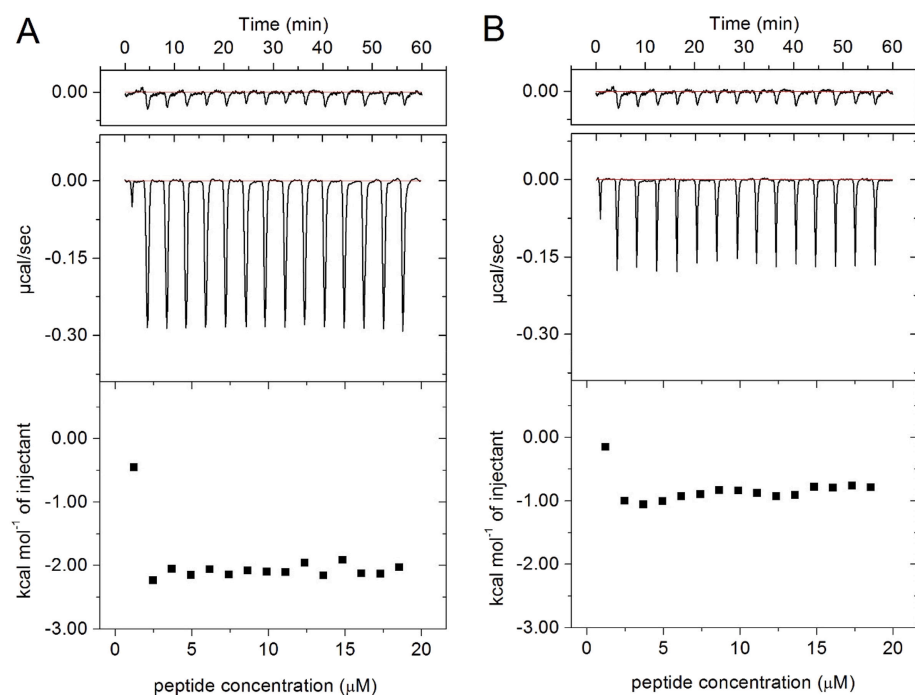 A
Time (min)
0 10 20 30 40 50 60
0.00
0.00
-0.15
-0.30
µcal/sec
0.00
-1.00
-2.00
-3.00
kcal mol⁻¹ of injectant
0 5 10 15 20
peptide concentration (µM)
B
Time (min)
0 10 20 30 40 50 60
0.00
0.00
-0.15
-0.30
µcal/sec
0.00
-1.00
-2.00
-3.00
kcal mol⁻¹ of injectant
0 5 10 15 20
peptide concentration (µM)